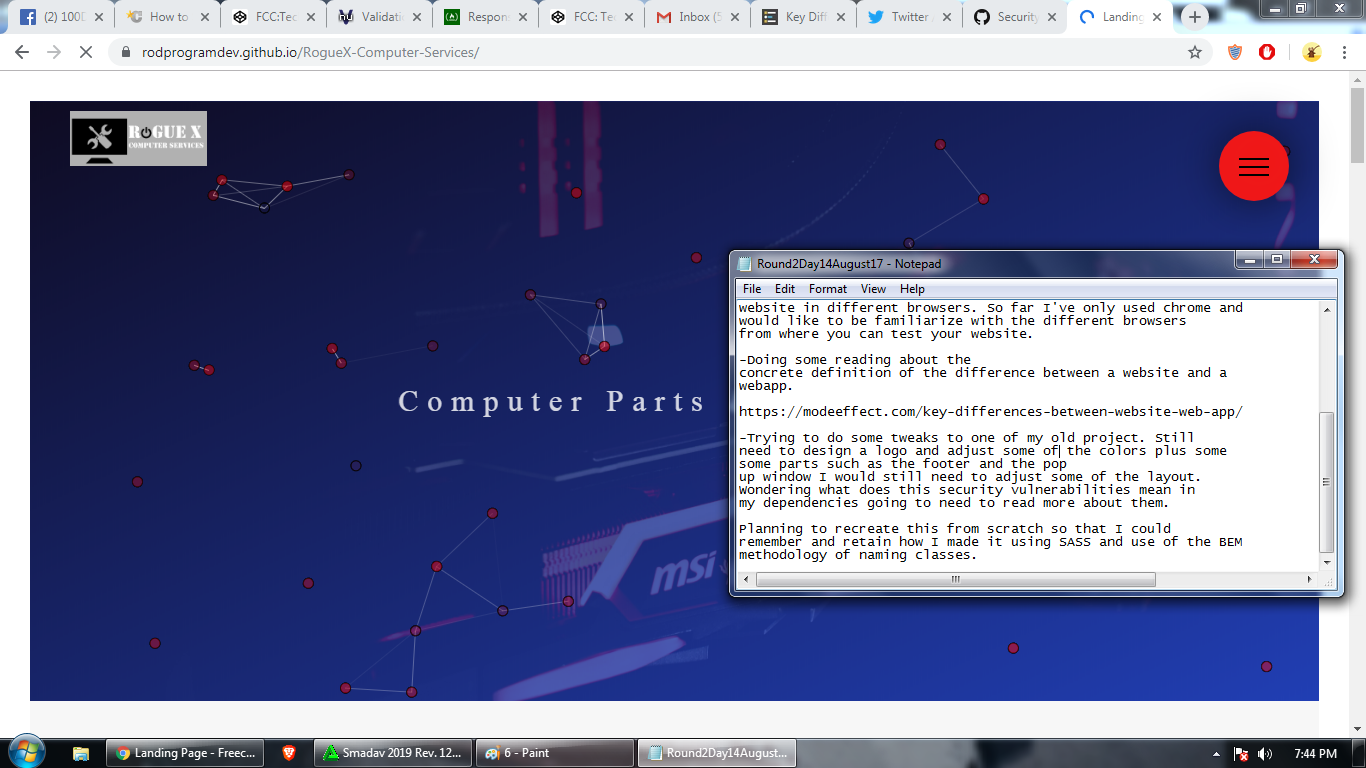 (2) 100D
How to
FCC:Tec
Validati
Respon
FCC: Te
Inbox (5
Key Diff
Twitter
Security
Landing
rodprogramdev.github.io/RogueX-Computer-Services/
ROGUE X
COMPUTER SERVICES
Computer Parts
msi
Round2Day14August17 - Notepad
File Edit Format View Help
website in different browsers. So far I've only used chrome and
would like to be familiarize with the different browsers
from where you can test your website.
-Doing some reading about the
concrete definition of the difference between a website and a
webapp.
https://modeeffect.com/key-differences-between-website-web-app/
-Trying to do some tweaks to one of my old project. Still
need to design a logo and adjust some of the colors plus some
some parts such as the footer and the pop
up window I would still need to adjust some of the layout.
Wondering what does this security vulnerabilities mean in
my dependencies going to need to read more about them.
Planning to recreate this from scratch so that I could
remember and retain how I made it using SASS and use of the BEM
methodology of naming classes.
Landing Page - Freec...
Smadav 2019 Rev. 12...
6 - Paint
Round2Day14August...
7:44 PM